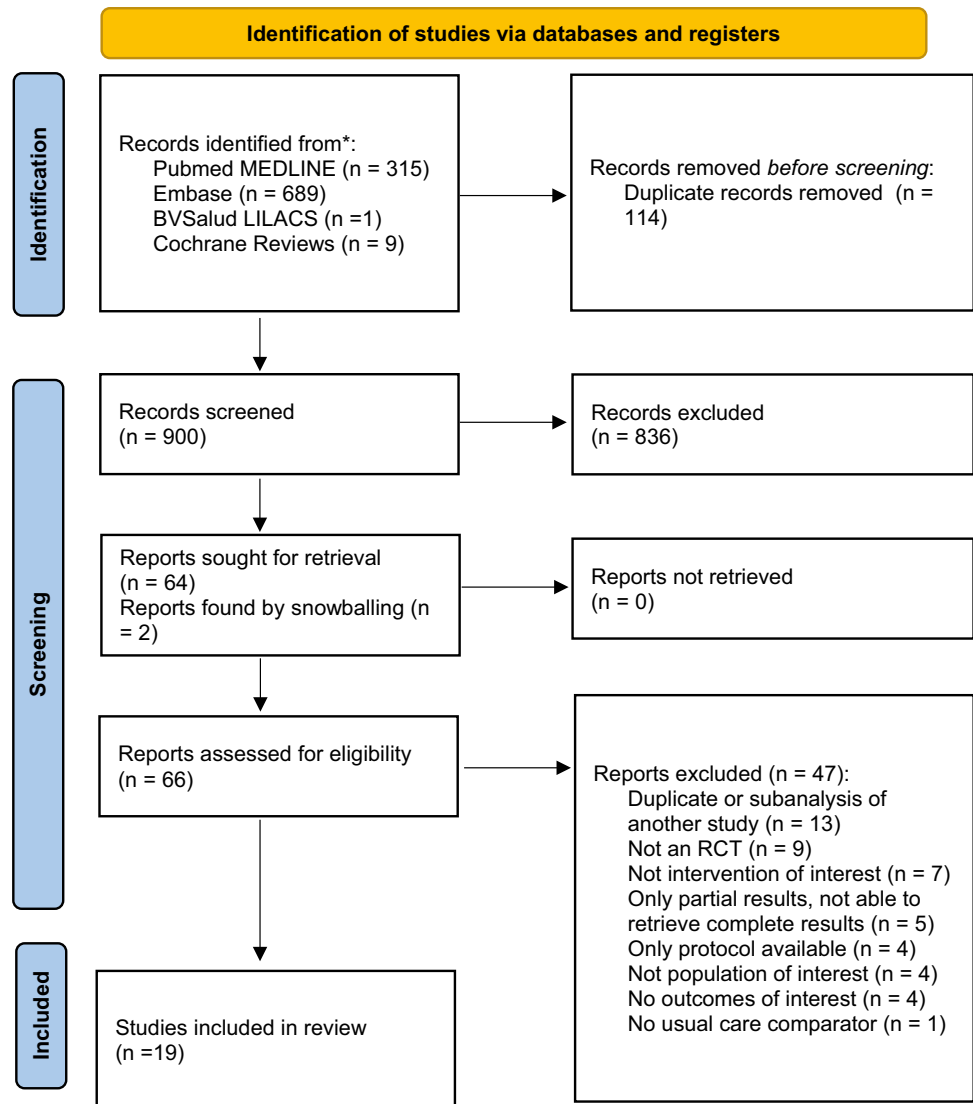 Identification of studies via databases and registers
Identification
Records identified from*:
Pubmed MEDLINE (n = 315)
Embase (n = 689)
BVSalud LILACS (n =1)
Cochrane Reviews (n = 9)
Records removed before screening:
Duplicate records removed (n =
114)
Screening
Records screened
(n = 900)
Records excluded
(n = 836)
Reports sought for retrieval
(n = 64)
Reports found by snowballing (n
= 2)
Reports not retrieved
(n = 0)
Reports assessed for eligibility
(n = 66)
Reports excluded (n = 47):
Duplicate or subanalysis of
another study (n = 13)
Not an RCT (n = 9)
Not intervention of interest (n = 7)
Only partial results, not able to
retrieve complete results (n = 5)
Only protocol available (n = 4)
Not population of interest (n = 4)
No outcomes of interest (n = 4)
No usual care comparator (n = 1)
Included
Studies included in review
(n =19)